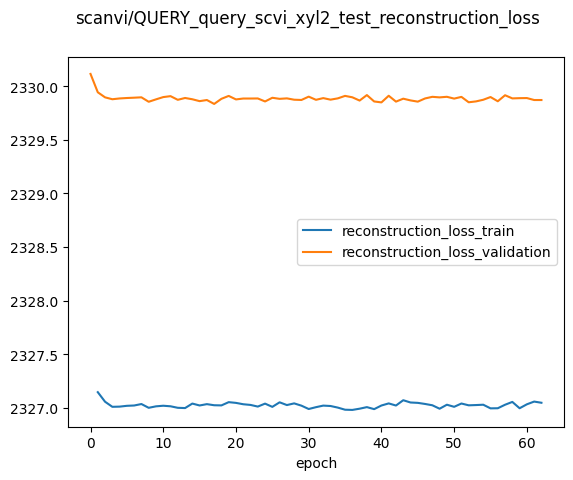 scanvi/QUERY_query_scvi_xyl2_test_reconstruction_loss
2330.0
2329.5
2329.0
2328.5
2328.0
2327.5
2327.0
reconstruction_loss_train
reconstruction_loss_validation
0 10 20 30 40 50 60
epoch